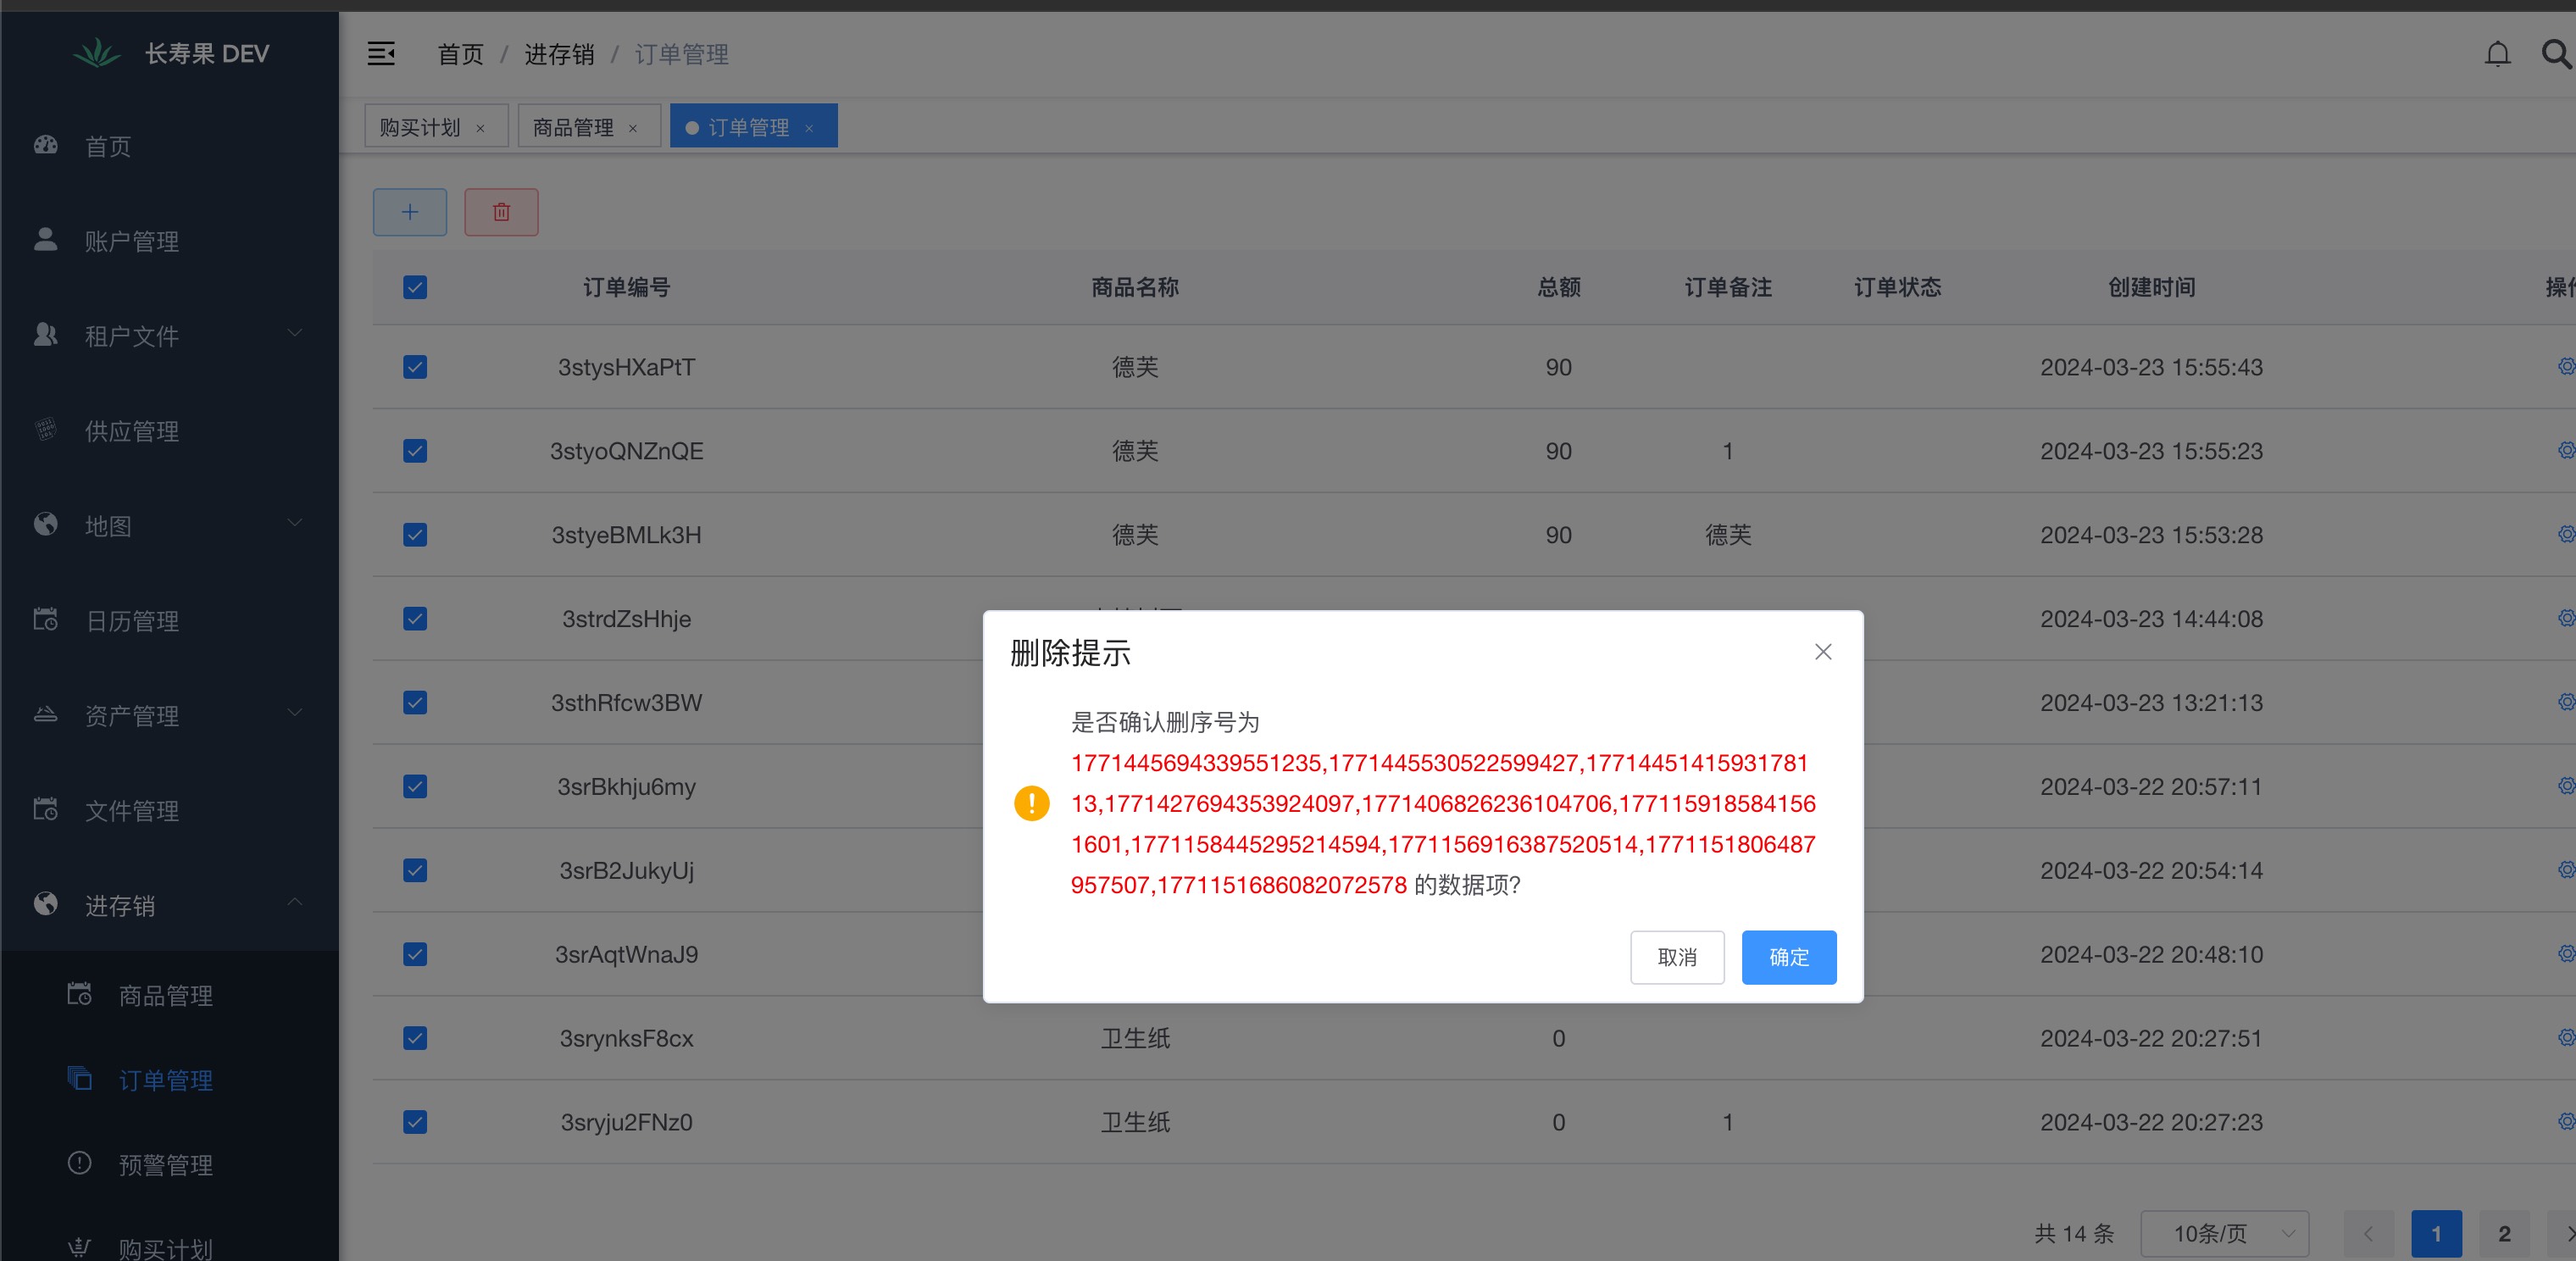 长寿果 DEV
首页 / 进存销 / 订单管理
购买计划 ×
商品管理 ×
订单管理 ×
首页
账户管理
租户文件
供应管理
地图
日历管理
资产管理
文件管理
进存销
商品管理
订单管理
预警管理
购买计划
订单编号 商品名称 总额 订单备注 订单状态 创建时间
3stysHXaPtT 德芙 90 2024-03-23 15:55:43
3styoQNZnQE 德芙 90 1 2024-03-23 15:55:23
3styeBMLk3H 德芙 90 德芙 2024-03-23 15:53:28
3strdZsHhje 2024-03-23 14:44:08
3sthRfcw3BW 2024-03-23 13:21:13
3srBkhju6my 2024-03-22 20:57:11
3srB2JukyUj 2024-03-22 20:54:14
3srAqtWnaJ9 2024-03-22 20:48:10
3srynksF8cx 卫生纸 0 2024-03-22 20:27:51
3sryju2FNz0 卫生纸 0 1 2024-03-22 20:27:23
删除提示
是否确认删序号为
1771445694339551235,1771445530522599427,17714451415931781
13,1771427694353924097,1771406826236104706,177115918584156
1601,1771158445295214594,1771156916387520514,1771151806487
957507,1771151686082072578 的数据项?
取消
确定
共 14 条 10条/页 1 2